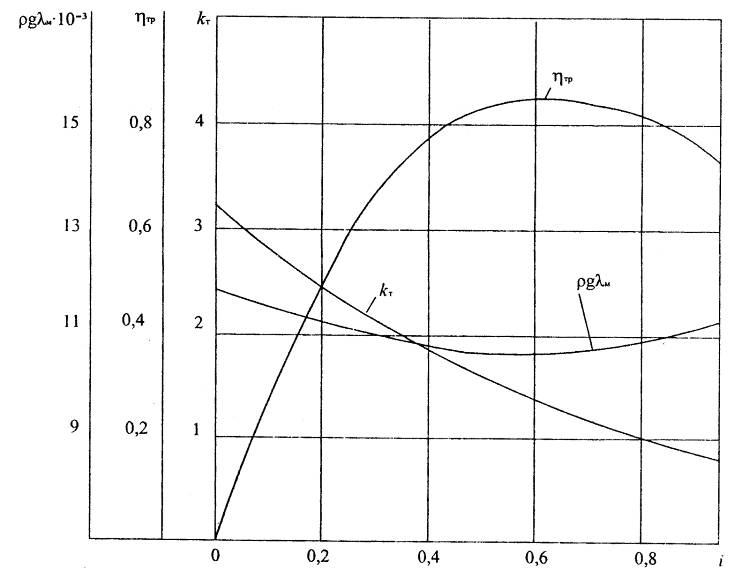 ρgλм·10⁻³ ηтр kт
ηтр
15 0,8 4
13 0,6 3
ρgλм
kт
11 0,4 2
9 0,2 1
0 0,2 0,4 0,6 0,8 i